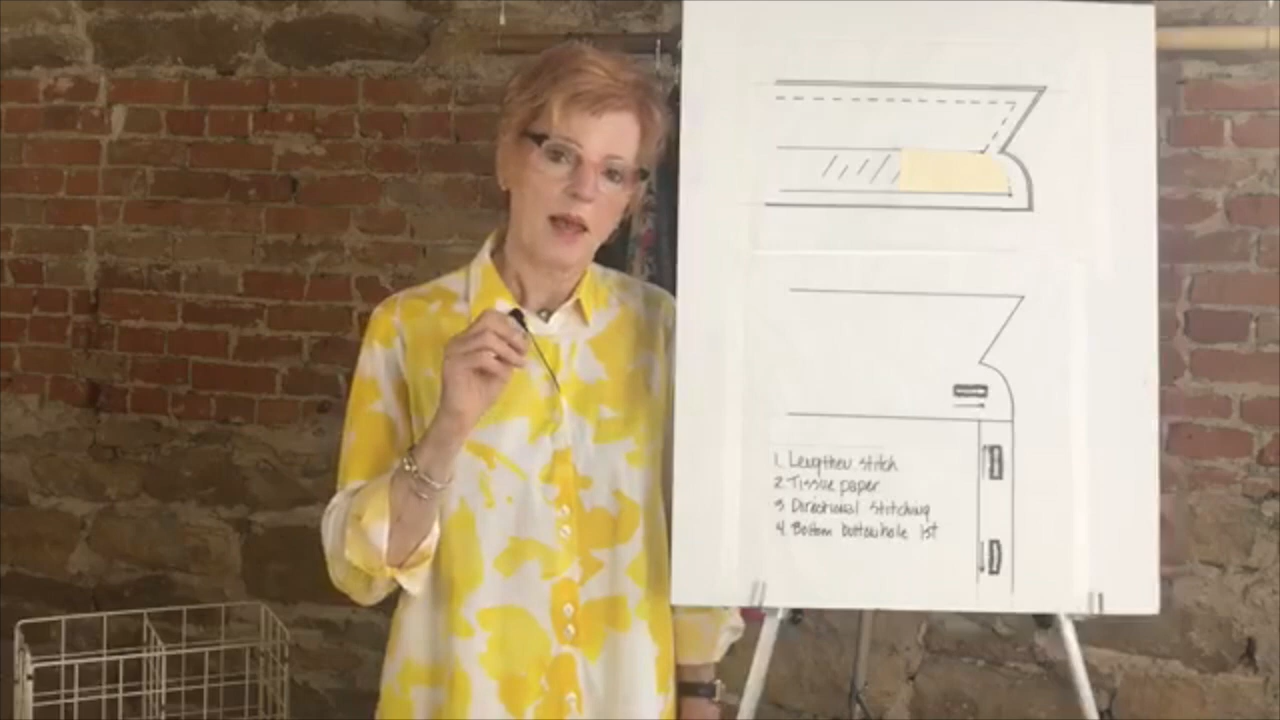 1. Lengthen stitch
2. Tissue paper
3 Directional stitching
4. Bottom buttonhole 1st